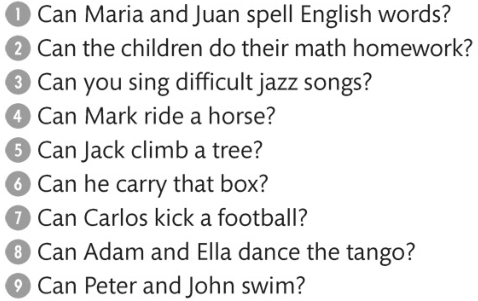 1 Can Maria and Juan spell English words?
2 Can the children do their math homework?
3 Can you sing difficult jazz songs?
4 Can Mark ride a horse?
5 Can Jack climb a tree?
6 Can he carry that box?
7 Can Carlos kick a football?
8 Can Adam and Ella dance the tango?
9 Can Peter and John swim?